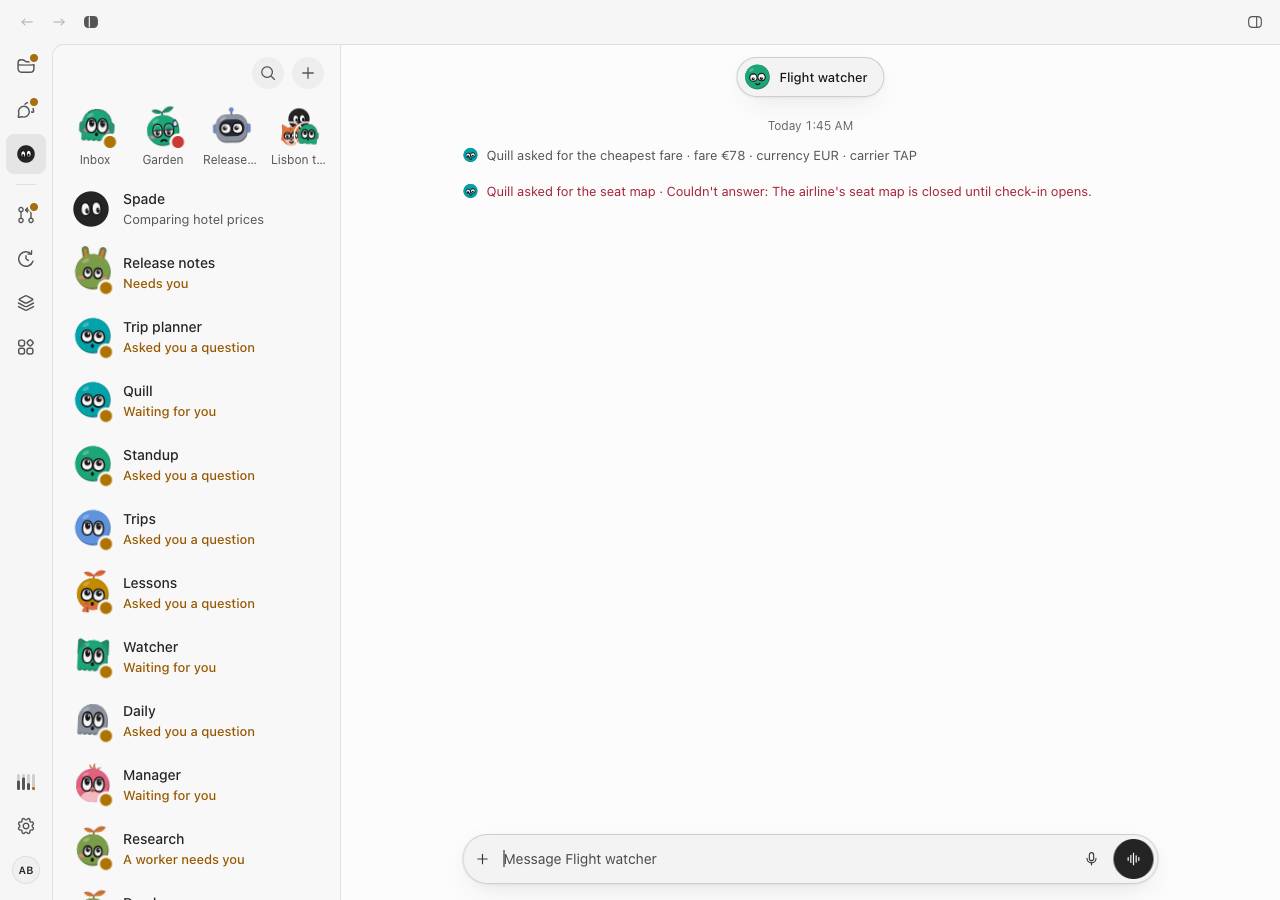 Flight watcher
Today 1:45 AM
Inbox
Garden
Release...
Lisbon t...
Quill asked for the cheapest fare · fare €78 · currency EUR · carrier TAP
Quill asked for the seat map · Couldn't answer: The airline's seat map is closed until check-in opens.
Spade
Comparing hotel prices
Release notes
Needs you
Trip planner
Asked you a question
Quill
Waiting for you
Standup
Asked you a question
Trips
Asked you a question
Lessons
Asked you a question
Watcher
Waiting for you
Daily
Asked you a question
Manager
Waiting for you
Research
A worker needs you
Message Flight watcher
AB